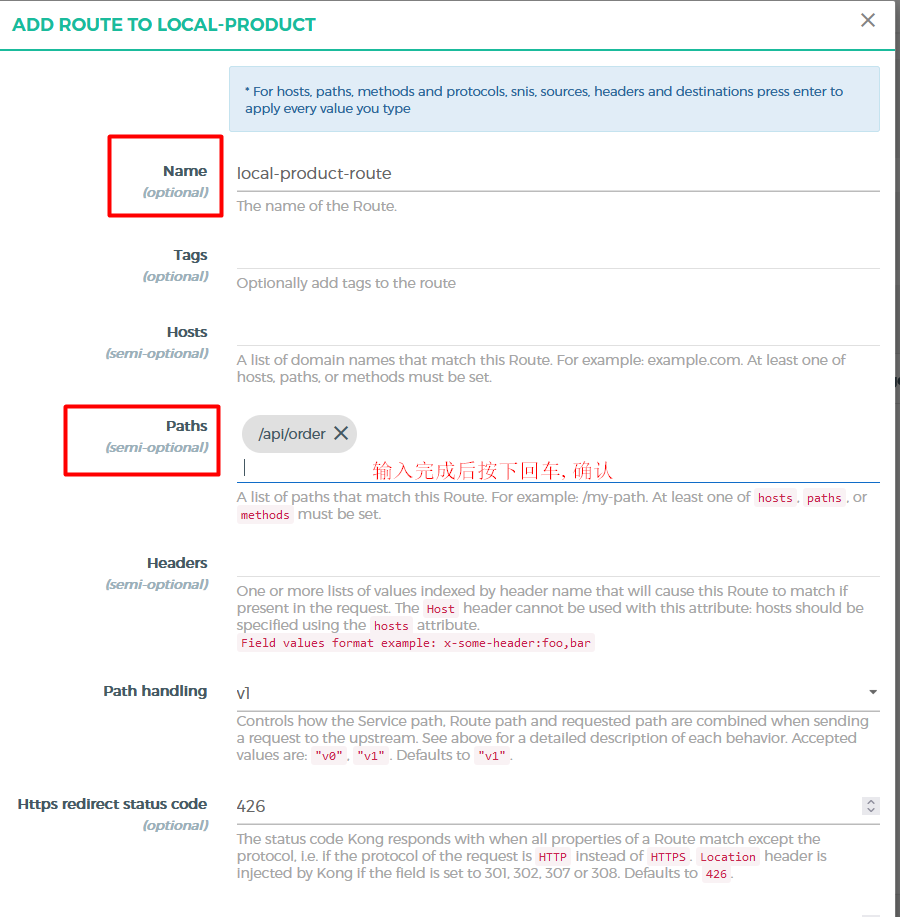 ADD ROUTE TO LOCAL-PRODUCT
* For hosts, paths, methods and protocols, snis, sources, headers and destinations press enter to
apply every value you type
Name
(optional)
local-product-route
The name of the Route.
Tags
(optional)
Optionally add tags to the route
Hosts
(semi-optional)
A list of domain names that match this Route. For example: example.com. At least one of
hosts, paths, or methods must be set.
Paths
(semi-optional)
/api/order
输入完成后按下回车,确认
A list of paths that match this Route. For example: /my-path. At least one of hosts, paths, or
methods must be set.
Headers
(semi-optional)
One or more lists of values indexed by header name that will cause this Route to match if
present in the request. The Host header cannot be used with this attribute: hosts should be
specified using the hosts attribute.
Field values format example: x-some-header:foo,bar
Path handling
v1
Controls how the Service path, Route path and requested path are combined when sending
a request to the upstream. See above for a detailed description of each behavior. Accepted
values are: "v0", "v1". Defaults to "v1".
Https redirect status code
(optional)
426
The status code Kong responds with when all properties of a Route match except the
protocol, i.e. if the protocol of the request is HTTP instead of HTTPS. Location header is
injected by Kong if the field is set to 301, 302, 307 or 308. Defaults to 426.